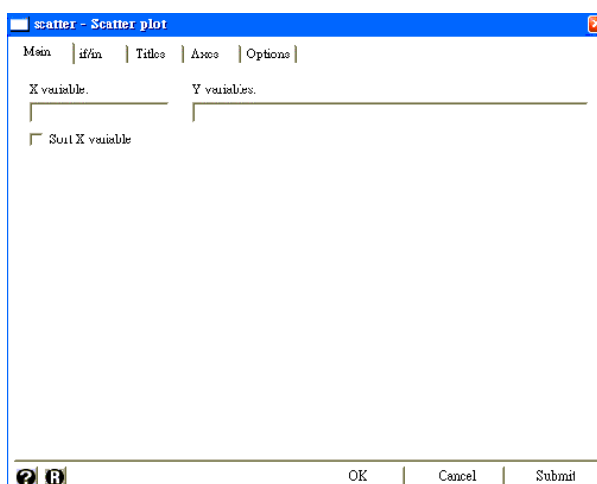 scatter - Scatter plot
Main if/in Titles Axes Options
X variable: Y variables:
Sort X variable
? R OK Cancel Submit